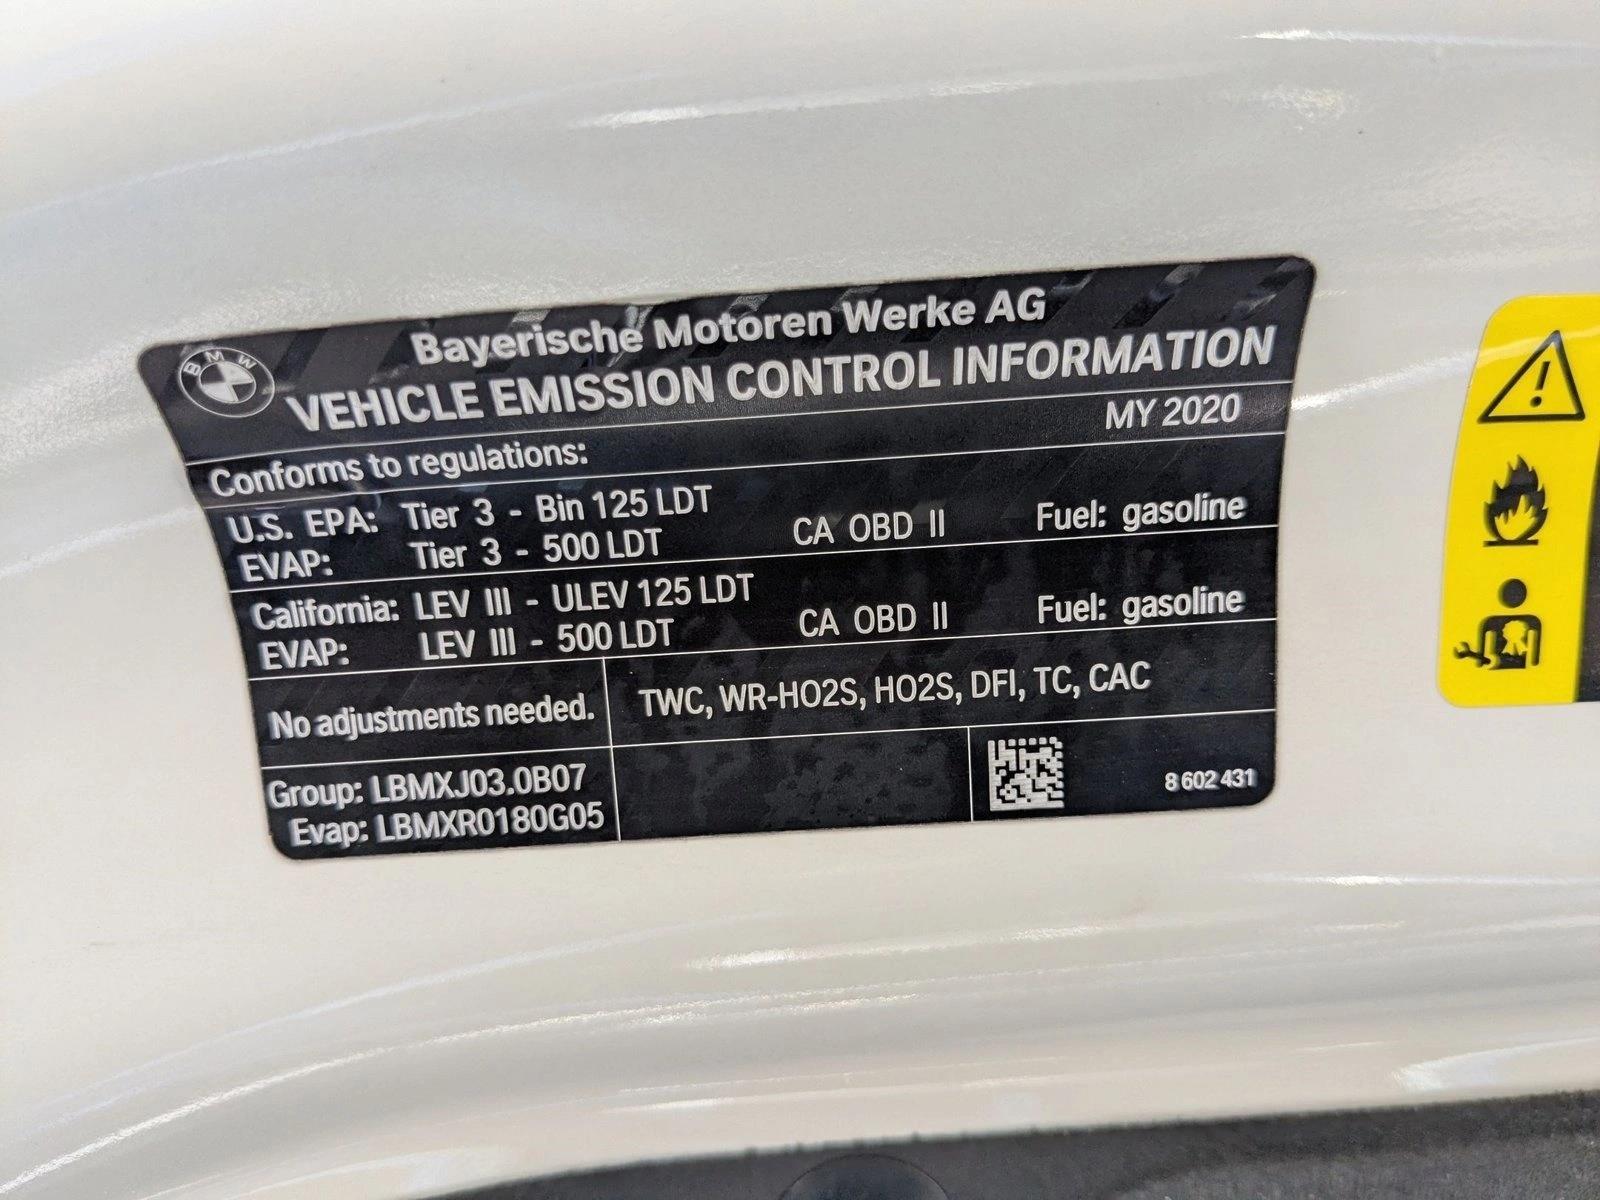 BMW
Bayerische Motoren Werke AG
VEHICLE EMISSION CONTROL INFORMATION
MY 2020
Conforms to regulations:
U.S. EPA: Tier 3 - Bin 125 LDT
EVAP: Tier 3 - 500 LDT CA OBD II Fuel: gasoline
California: LEV III - ULEV 125 LDT
EVAP: LEV III - 500 LDT CA OBD II Fuel: gasoline
No adjustments needed. TWC, WR-HO2S, HO2S, DFI, TC, CAC
Group: LBMXJ03.0B07
Evap: LBMXR0180G05
8 602 431